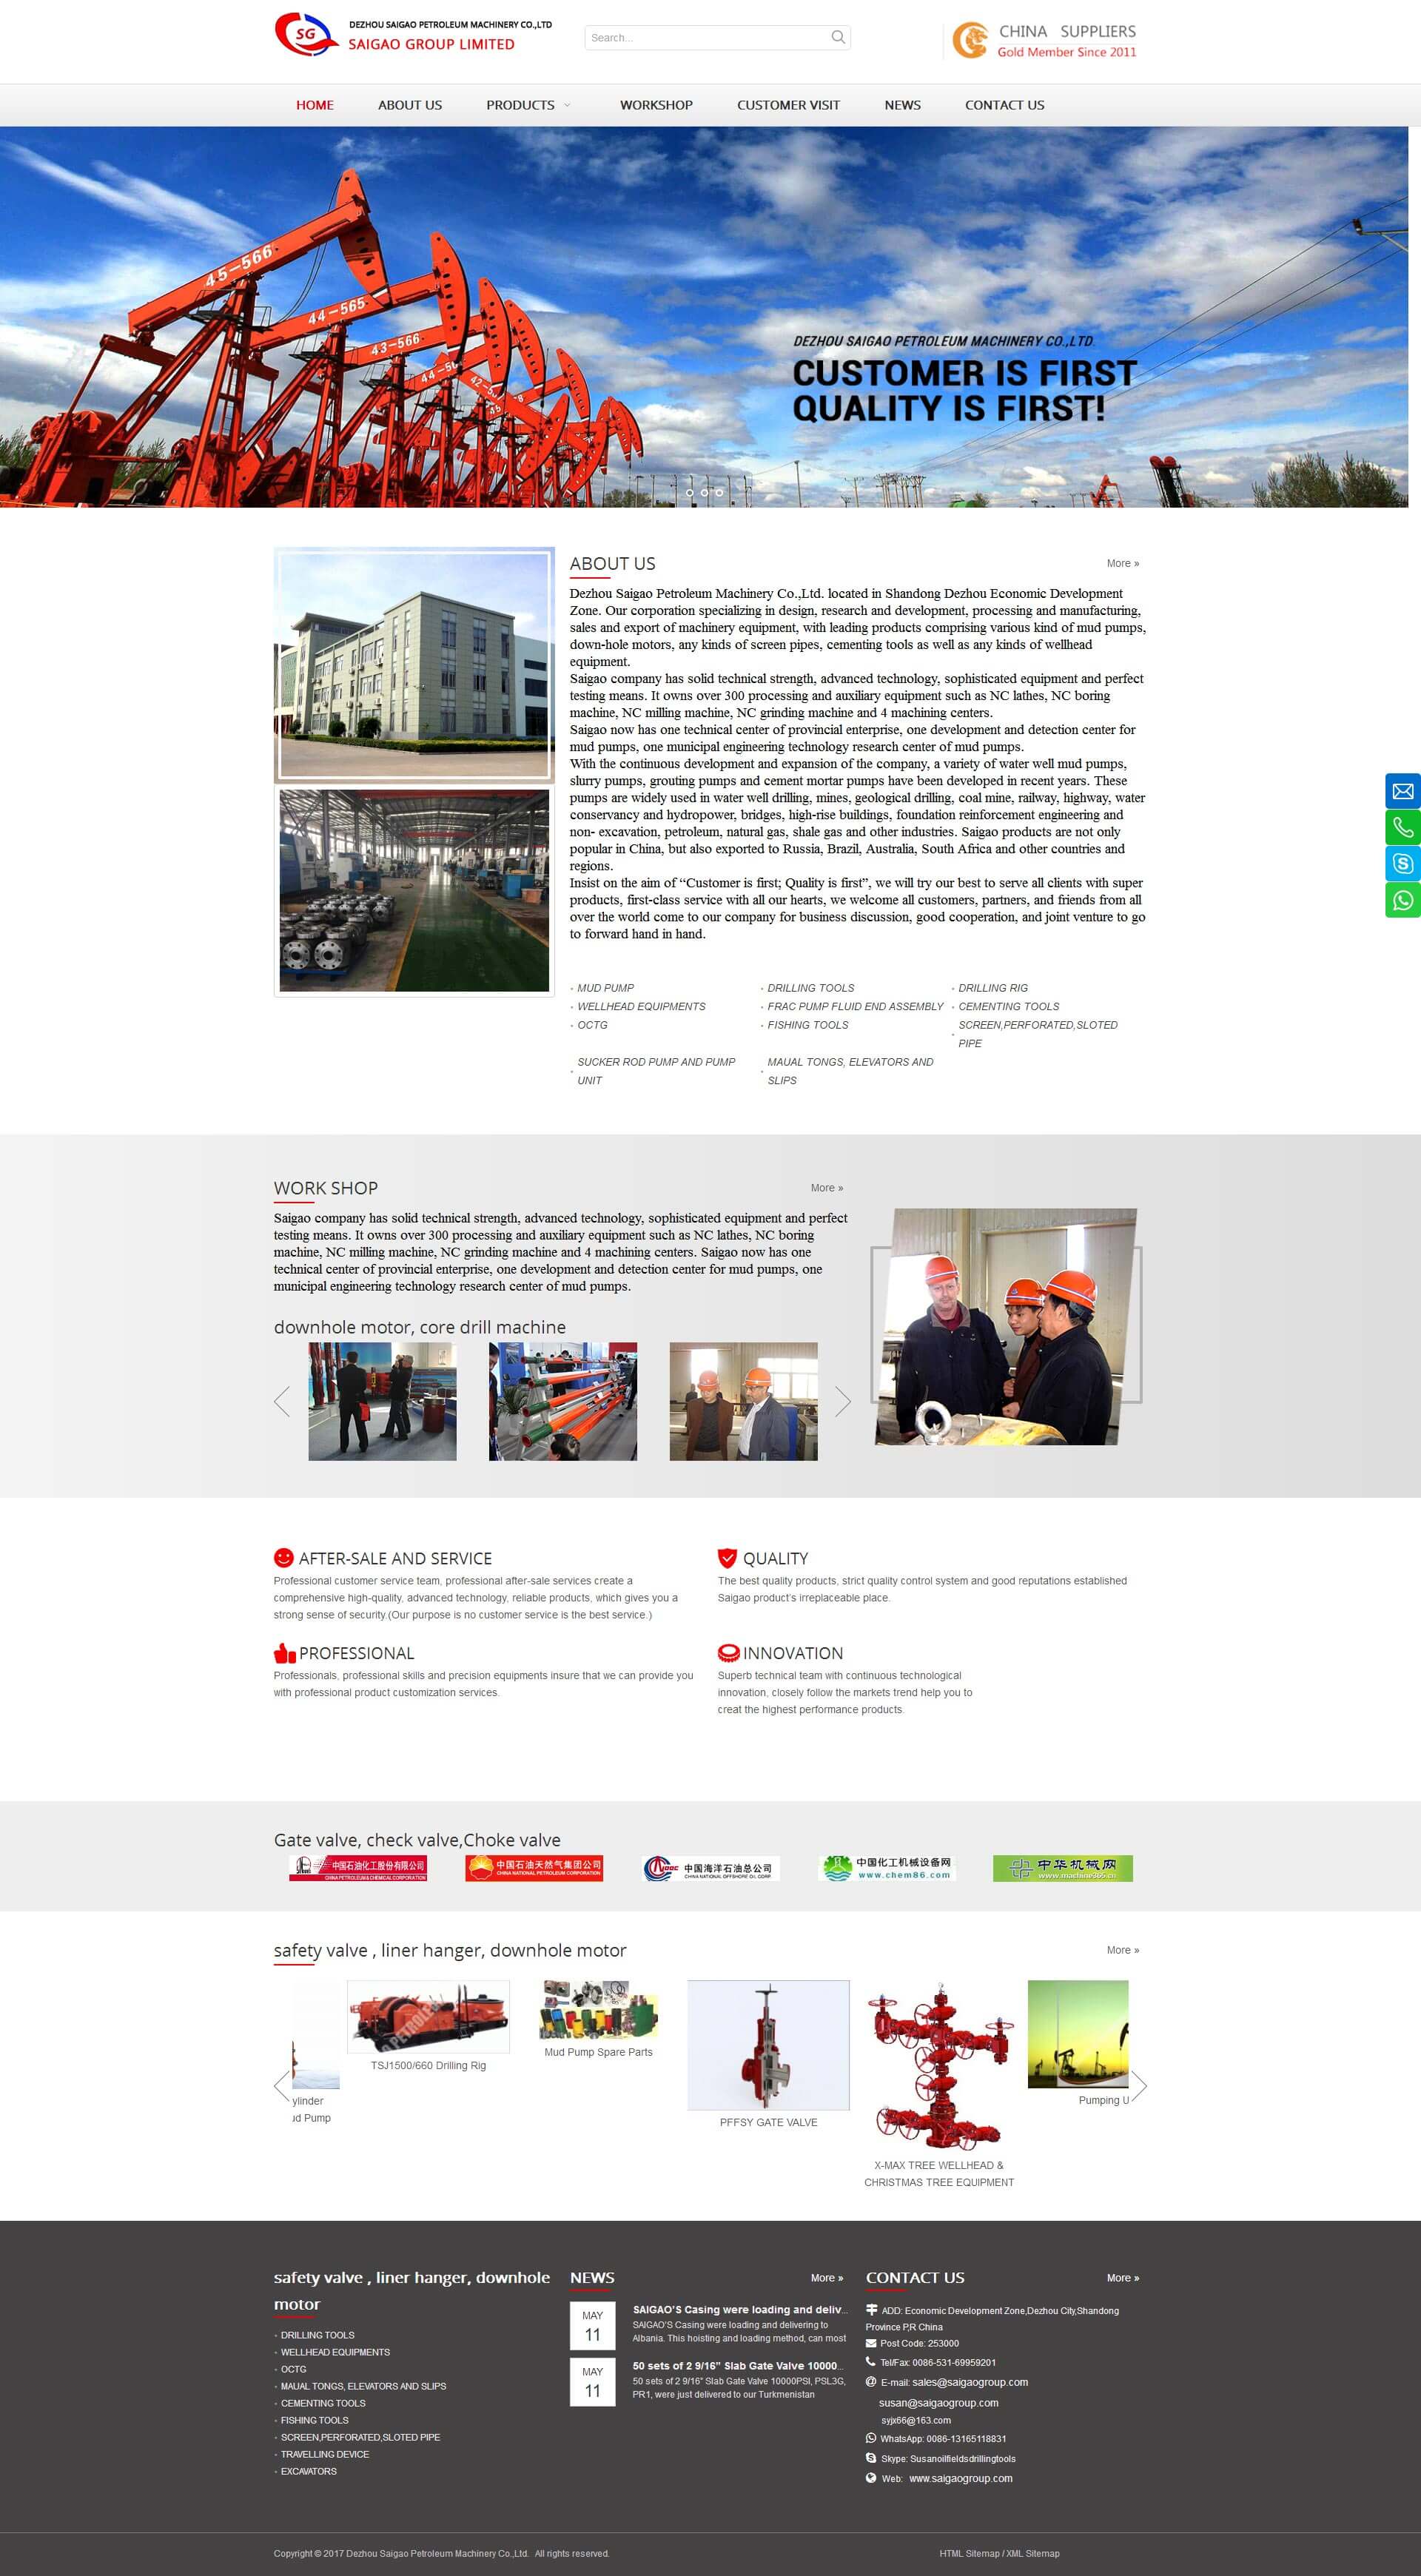 SG
DEZHOU SAIGAO PETROLEUM MACHINERY CO.,LTD
SAIGAO GROUP LIMITED
Search...
CHINA SUPPLIERS
Gold Member Since 2011
HOME
ABOUT US
PRODUCTS
WORKSHOP
CUSTOMER VISIT
NEWS
CONTACT US
45-566
44-565
43-566
DEZHOU SAIGAO PETROLEUM MACHINERY CO.,LTD.
CUSTOMER IS FIRST
QUALITY IS FIRST!
ABOUT US
More »
Dezhou Saigao Petroleum Machinery Co.,Ltd. located in Shandong Dezhou Economic Development
Zone. Our corporation specializing in design, research and development, processing and manufacturing,
sales and export of machinery equipment, with leading products comprising various kind of mud pumps,
down-hole motors, any kinds of screen pipes, cementing tools as well as any kinds of wellhead
equipment.
Saigao company has solid technical strength, advanced technology, sophisticated equipment and perfect
testing means. It owns over 300 processing and auxiliary equipment such as NC lathes, NC boring
machine, NC milling machine, NC grinding machine and 4 machining centers.
Saigao now has one technical center of provincial enterprise, one development and detection center for
mud pumps, one municipal engineering technology research center of mud pumps.
With the continuous development and expansion of the company, a variety of water well mud pumps,
slurry pumps, grouting pumps and cement mortar pumps have been developed in recent years. These
pumps are widely used in water well drilling, mines, geological drilling, coal mine, railway, highway, water
conservancy and hydropower, bridges, high-rise buildings, foundation reinforcement engineering and
non- excavation, petroleum, natural gas, shale gas and other industries. Saigao products are not only
popular in China, but also exported to Russia, Brazil, Australia, South Africa and other countries and
regions.
Insist on the aim of “Customer is first; Quality is first”, we will try our best to serve all clients with super
products, first-class service with all our hearts, we welcome all customers, partners, and friends from all
over the world come to our company for business discussion, good cooperation, and joint venture to go
to forward hand in hand.
MUD PUMP
DRILLING TOOLS
DRILLING RIG
WELLHEAD EQUIPMENTS
FRAC PUMP FLUID END ASSEMBLY
CEMENTING TOOLS
OCTG
FISHING TOOLS
SCREEN,PERFORATED,SLOTED
PIPE
SUCKER ROD PUMP AND PUMP
UNIT
MAUAL TONGS, ELEVATORS AND
SLIPS
WORK SHOP
More »
Saigao company has solid technical strength, advanced technology, sophisticated equipment and perfect
testing means. It owns over 300 processing and auxiliary equipment such as NC lathes, NC boring
machine, NC milling machine, NC grinding machine and 4 machining centers. Saigao now has one
technical center of provincial enterprise, one development and detection center for mud pumps, one
municipal engineering technology research center of mud pumps.
downhole motor, core drill machine
AFTER-SALE AND SERVICE
Professional customer service team, professional after-sale services create a
comprehensive high-quality, advanced technology, reliable products, which gives you a
strong sense of security.(Our purpose is no customer service is the best service.)
QUALITY
The best quality products, strict quality control system and good reputations established
Saigao product's irreplaceable place.
PROFESSIONAL
Professionals, professional skills and precision equipments insure that we can provide you
with professional product customization services.
INNOVATION
Superb technical team with continuous technological
innovation, closely follow the markets trend help you to
creat the highest performance products.
Gate valve, check valve,Choke valve
中国石油化工股份有限公司
CHINA PETROLEUM & CHEMICAL CORPORATION
中国石油天然气集团公司
CHINA NATIONAL PETROLEUM CORPORATION
中国海洋石油总公司
CHINA NATIONAL OFFSHORE OIL CORP.
中国化工机械设备网
www.chem86.com
中华机械网
www.machine365.cn
safety valve , liner hanger, downhole motor
More »
ylinder
ud Pump
TSJ1500/660 Drilling Rig
Mud Pump Spare Parts
PFFSY GATE VALVE
X-MAX TREE WELLHEAD &
CHRISTMAS TREE EQUIPMENT
Pumping U
safety valve , liner hanger, downhole
motor
DRILLING TOOLS
WELLHEAD EQUIPMENTS
OCTG
MAUAL TONGS, ELEVATORS AND SLIPS
CEMENTING TOOLS
FISHING TOOLS
SCREEN,PERFORATED,SLOTED PIPE
TRAVELLING DEVICE
EXCAVATORS
NEWS
More »
MAY
11
SAIGAO'S Casing were loading and deliv...
SAIGAO'S Casing were loading and delivering to
Albania. This hoisting and loading method, can most
MAY
11
50 sets of 2 9/16" Slab Gate Valve 10000...
50 sets of 2 9/16" Slab Gate Valve 10000PSI, PSL3G,
PR1, were just delivered to our Turkmenistan
CONTACT US
More »
ADD: Economic Development Zone,Dezhou City,Shandong
Province P,R China
Post Code: 253000
Tel/Fax: 0086-531-69959201
E-mail: sales@saigaogroup.com
susan@saigaogroup.com
syjx66@163.com
WhatsApp: 0086-13165118831
Skype: Susanoilfieldsdrillingtools
Web: www.saigaogroup.com
Copyright © 2017 Dezhou Saigao Petroleum Machinery Co.,Ltd. All rights reserved.
HTML Sitemap / XML Sitemap